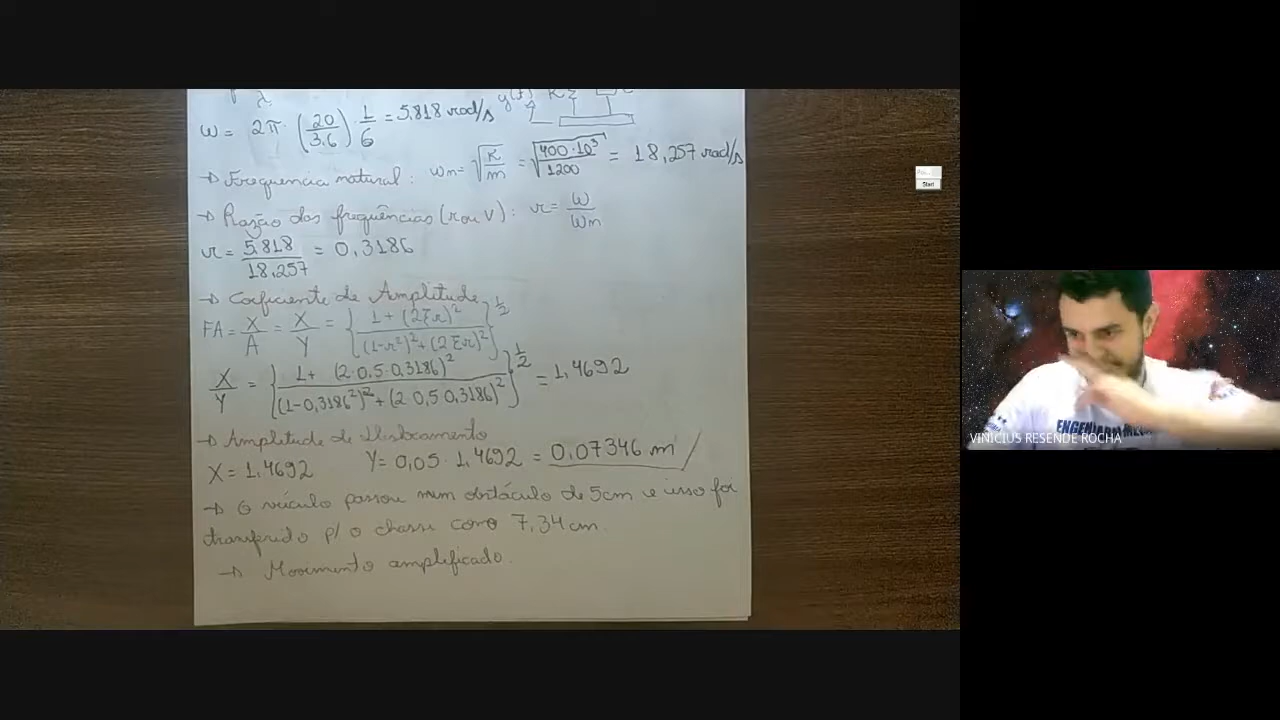 λ
y(t) K C
ω = 2π · (20/3.6) · 1/6 = 5.818 rad/s
→ Frequencia natural: ωn = √(K/m) = √(400·10³/1200) = 18,257 rad/s
→ Razão das frequências (r ou V): r = ω/ωn
r = 5.818/18.257 = 0,3186
→ Coeficiente de Amplitude
FA = X/A = X/Y = {(1+(2ξr)²)/((1-r²)²+(2ξr)²)}^1/2
X/Y = {(1+(2·0.5·0.3186)²)/((1-0,3186²)²+(2·0,5·0.3186)²)}^1/2 = 1,4692
→ Amplitude de deslocamento
X = 1.4692 Y = 0,05 · 1,4692 = 0,07346 m
→ O veículo passou num obstáculo de 5cm e isso foi
transferido p/ o chassi como 7,34 cm.
→ Movimento amplificado.
Start
ENGENHARIA MEC
VINICIUS RESENDE ROCHA